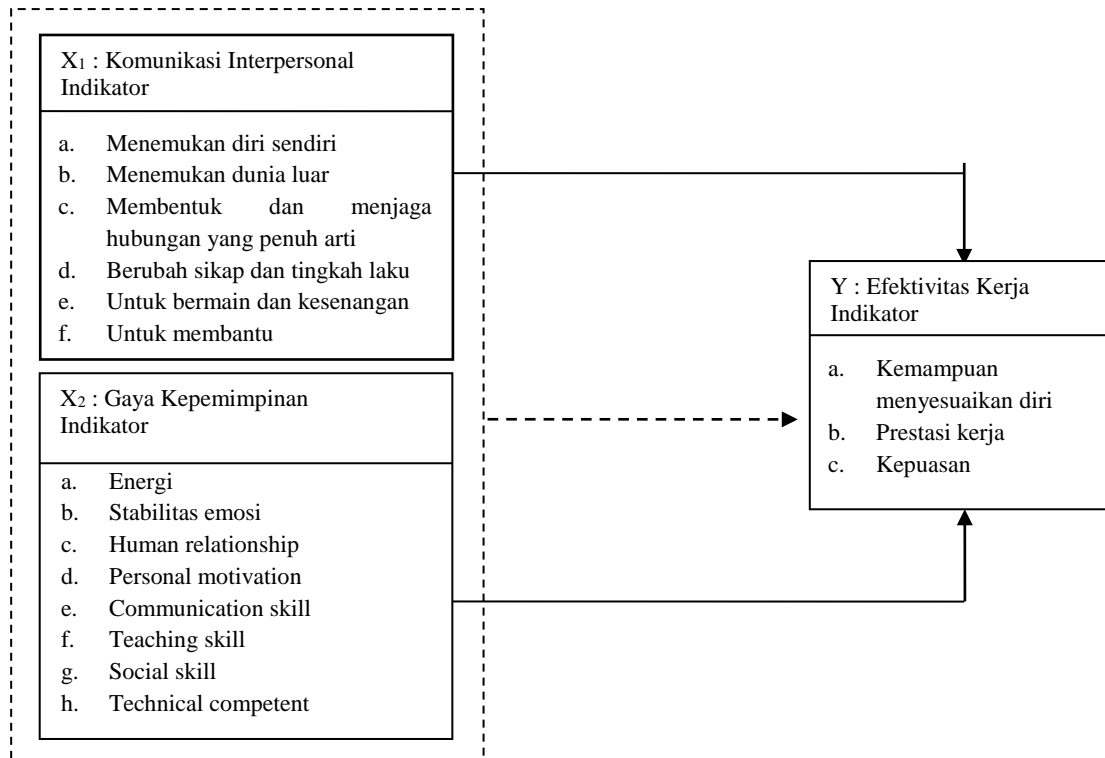 X1 : Komunikasi Interpersonal
Indikator
a. Menemukan diri sendiri
b. Menemukan dunia luar
c. Membentuk dan menjaga
hubungan yang penuh arti
d. Berubah sikap dan tingkah laku
e. Untuk bermain dan kesenangan
f. Untuk membantu
X2 : Gaya Kepemimpinan
Indikator
a. Energi
b. Stabilitas emosi
c. Human relationship
d. Personal motivation
e. Communication skill
f. Teaching skill
g. Social skill
h. Technical competent
Y : Efektivitas Kerja
Indikator
a. Kemampuan
menyesuaikan diri
b. Prestasi kerja
c. Kepuasan